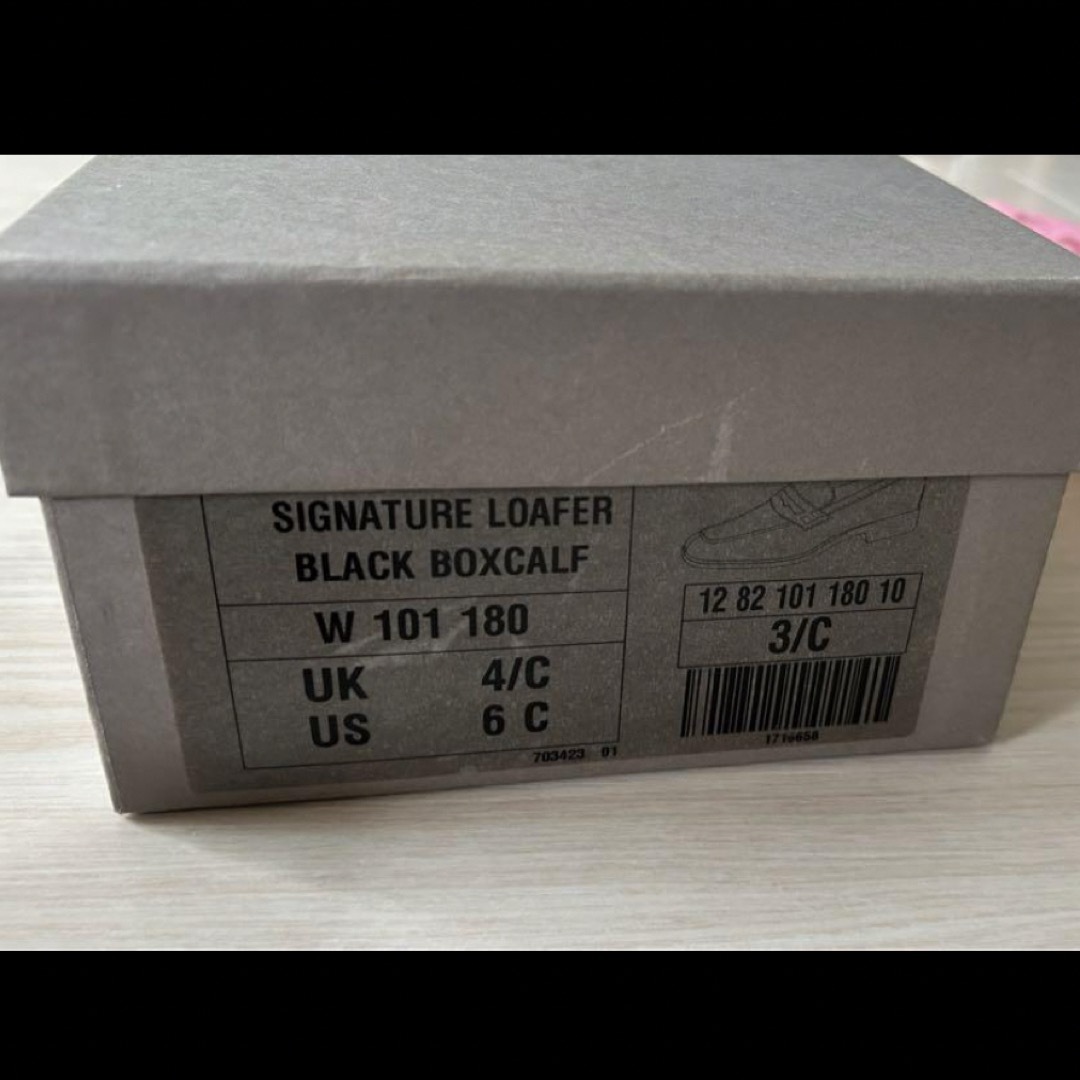 SIGNATURE LOAFER
BLACK BOXCALF
W 101 180
UK 4/C
US 6 C
703423 01
12 82 101 180 10
3/C